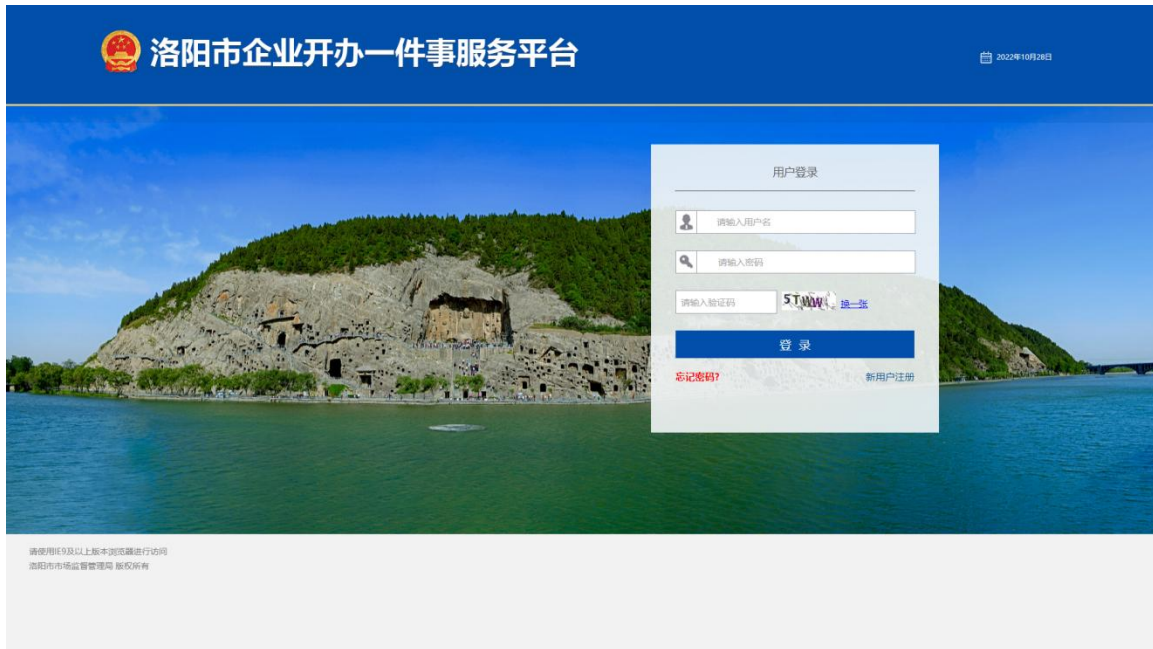 洛阳市企业开办一件事服务平台
2022年10月28日
用户登录
请输入用户名
请输入密码
请输入验证码 5TWW 换一张
登 录
忘记密码? 新用户注册
请使用IE9及以上版本浏览器进行访问
洛阳市市场监督管理局 版权所有